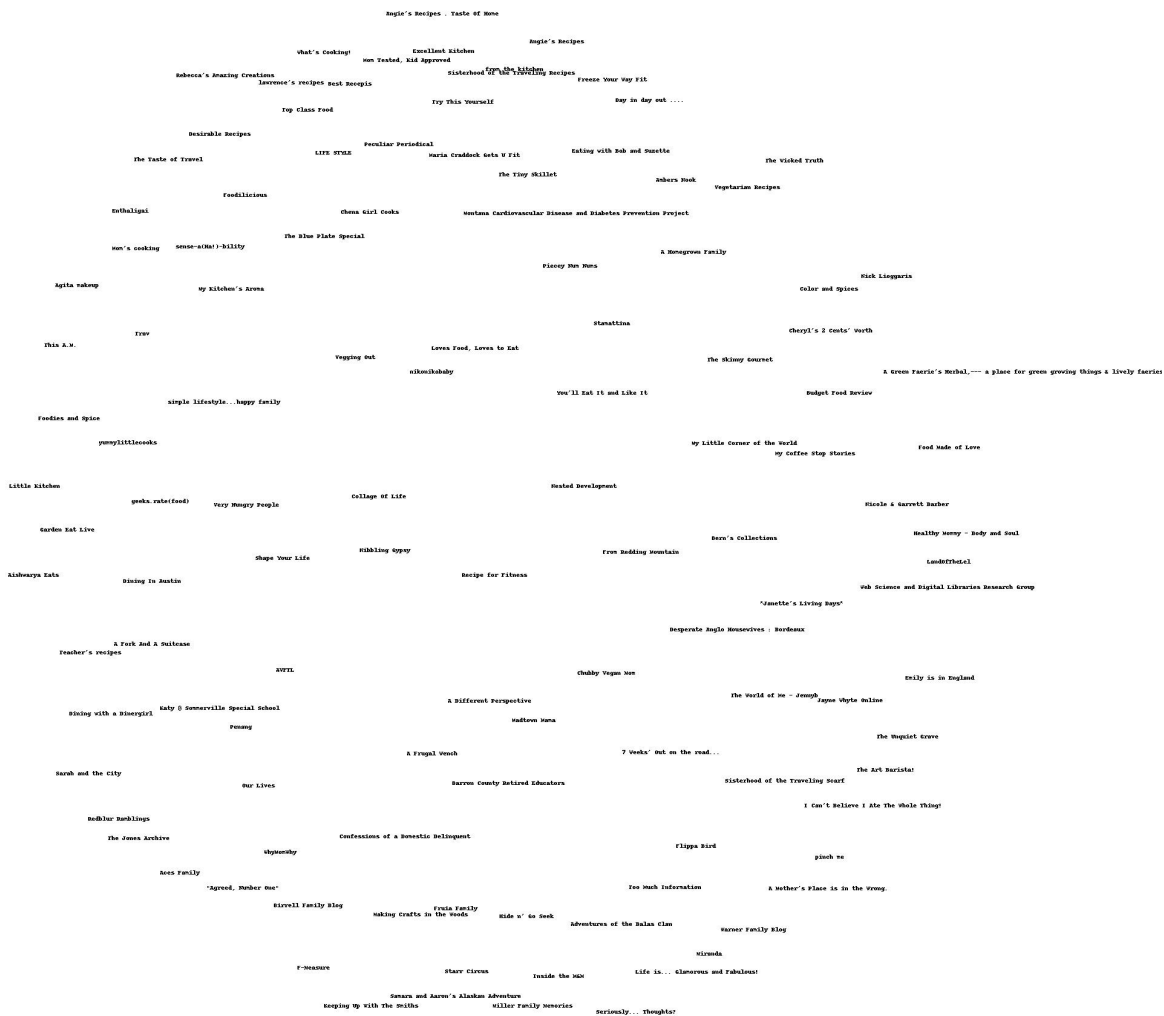 Angie's Recipes . Taste Of Home
Angie's Recipes
What's Cooking!
Excellent Kitchen
Mom Tested, Kid Approved
from the kitchen
Sisterhood of the Traveling Recipes
Rebecca's Amazing Creations
Freeze Your Way Fit
lawrence's recipes
Best Recepis
Try This Yourself
Day in day out ....
Top Class Food
Desirable Recipes
Peculiar Periodical
LIFE STYLE
Eating with Bob and Suzette
Maria Craddock Gets U Fit
The Taste of Travel
The Wicked Truth
The Tiny Skillet
Ambers Nook
Vegetarian Recipes
Foodilicious
Enthaligai
Chena Girl Cooks
Montana Cardiovascular Disease and Diabetes Prevention Project
The Blue Plate Special
Mom's cooking
sense-a(Ha!)-bility
A Homegrown Family
Piccey Num Nums
Nick Lioggaris
Agita makeup
My Kitchen's Aroma
Color and Spices
Stamattina
Cheryl's 2 Cents' Worth
Trav
This A.W.
Loves Food, Loves to Eat
Vegging Out
The Skinny Gourmet
nikonikobaby
A Green Faerie's Herbal,--- a place for green growing things & lively faeries
You'll Eat It and Like It
Budget Food Review
simple lifestyle...happy family
Foodies and Spice
yummylittlecooks
My Little Corner of the World
Food Made of Love
My Coffee Stop Stories
Little Kitchen
Nested Development
Collage Of Life
geeks.rate(food)
Very Hungry People
Nicole & Garrett Barber
Garden Eat Live
Healthy Mommy - Body and Soul
Bern's Collections
Nibbling Gypsy
From Redding Mountain
Shape Your Life
LandOfTheLel
Aishwarya Eats
Recipe for Fitness
Dining In Austin
Web Science and Digital Libraries Research Group
*Janette's Living Days*
Desperate Anglo Housewives : Bordeaux
A Fork And A Suitcase
Teacher's recipes
AVFTL
Chubby Vegan Mom
Emily is in England
The World of Me - Jennyb
A Different Perspective
Jayne Whyte Online
Katy @ Sommerville Special School
Dining with a Dinergirl
Madtown Mama
Penang
The Unquiet Grave
A Frugal Wench
7 Weeks' Out on the road...
The Art Barista!
Sarah and the City
Sisterhood of the Traveling Scarf
Barron County Retired Educators
Our Lives
I Can't Believe I Ate The Whole Thing!
Redblur Ramblings
Confessions of a Domestic Delinquent
The Jones Archive
Flippa Bird
WhyMomWhy
pinch me
Aces Family
"Agreed, Number One"
Too Much Information
A Mother's Place is in the Wrong.
Birrell Family Blog
Fruia Family
Making Crafts in the Woods
Hide n' Go Seek
Adventures of the Balas Clan
Warner Family Blog
Miranda
F-Measure
Starr Circus
Life is... Glamorous and Fabulous!
Inside the M&M
Samara and Aaron's Alaskan Adventure
Keeping Up With The Smiths
Miller Family Memories
Seriously... Thoughts?